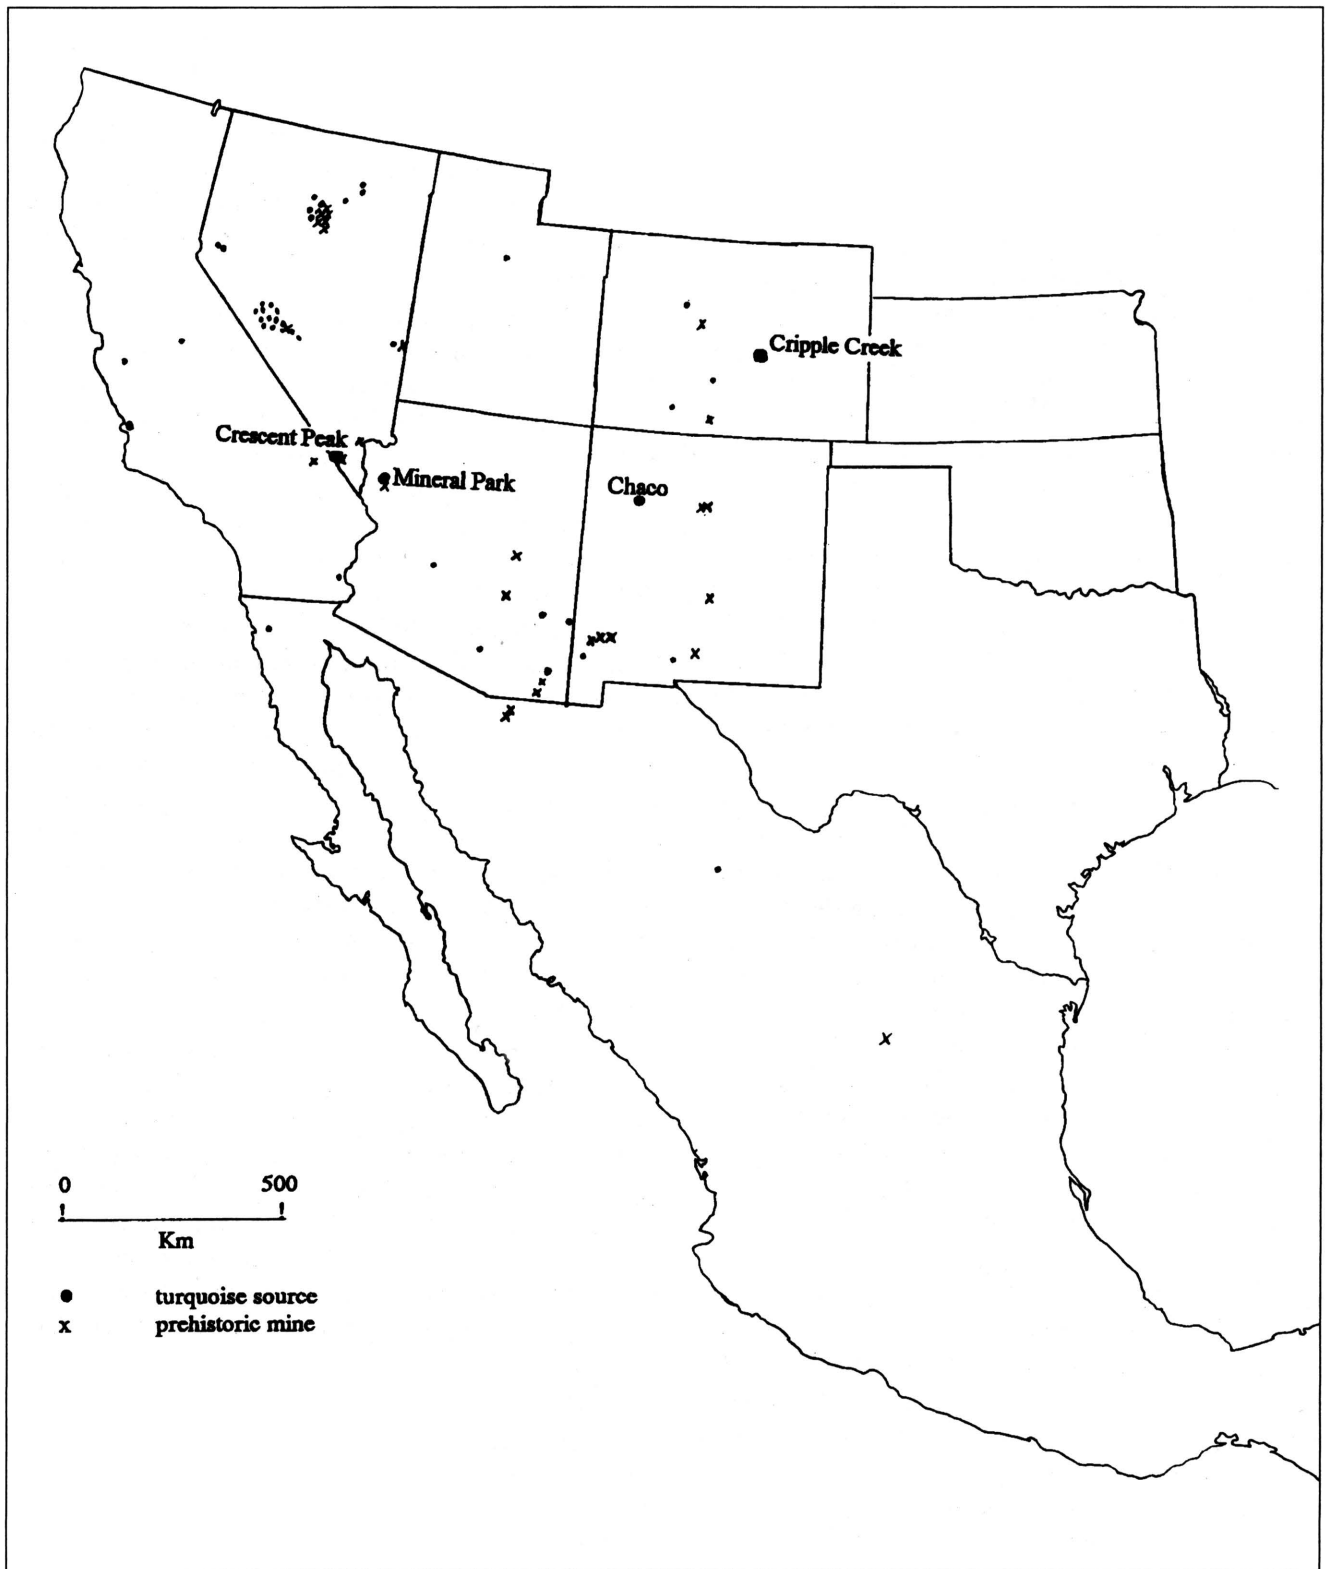 Cripple Creek
Crescent Peak
Mineral Park
Chaco
0 500
Km
turquoise source
x prehistoric mine